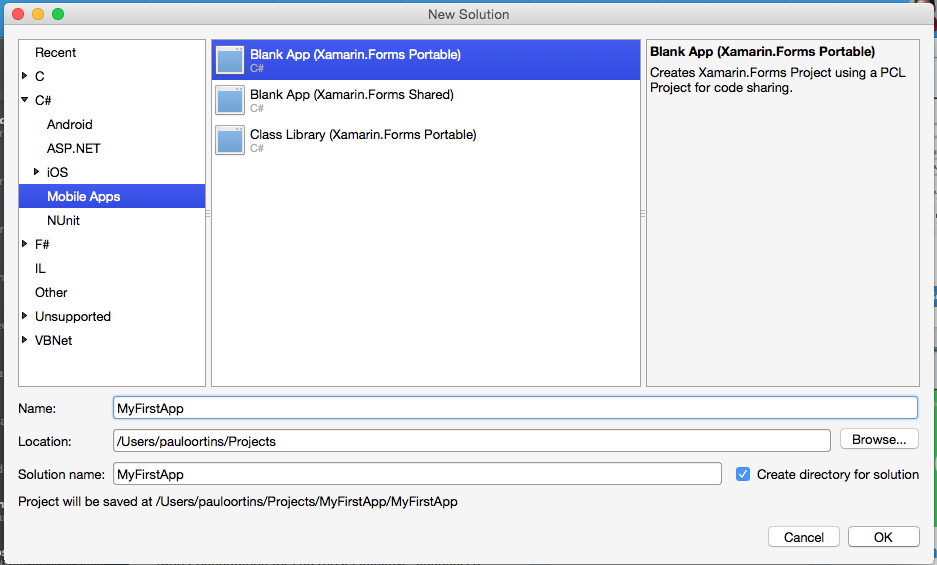 New Solution
Recent
C
C#
Android
ASP.NET
iOS
Mobile Apps
NUnit
F#
IL
Other
Unsupported
VBNet
Blank App (Xamarin.Forms Portable)
C#
Blank App (Xamarin.Forms Shared)
C#
Class Library (Xamarin.Forms Portable)
C#
Blank App (Xamarin.Forms Portable)
Creates Xamarin.Forms Project using a PCL
Project for code sharing.
Name: MyFirstApp
Location: /Users/pauloortins/Projects Browse...
Solution name: MyFirstApp Create directory for solution
Project will be saved at /Users/pauloortins/Projects/MyFirstApp/MyFirstApp
Cancel OK